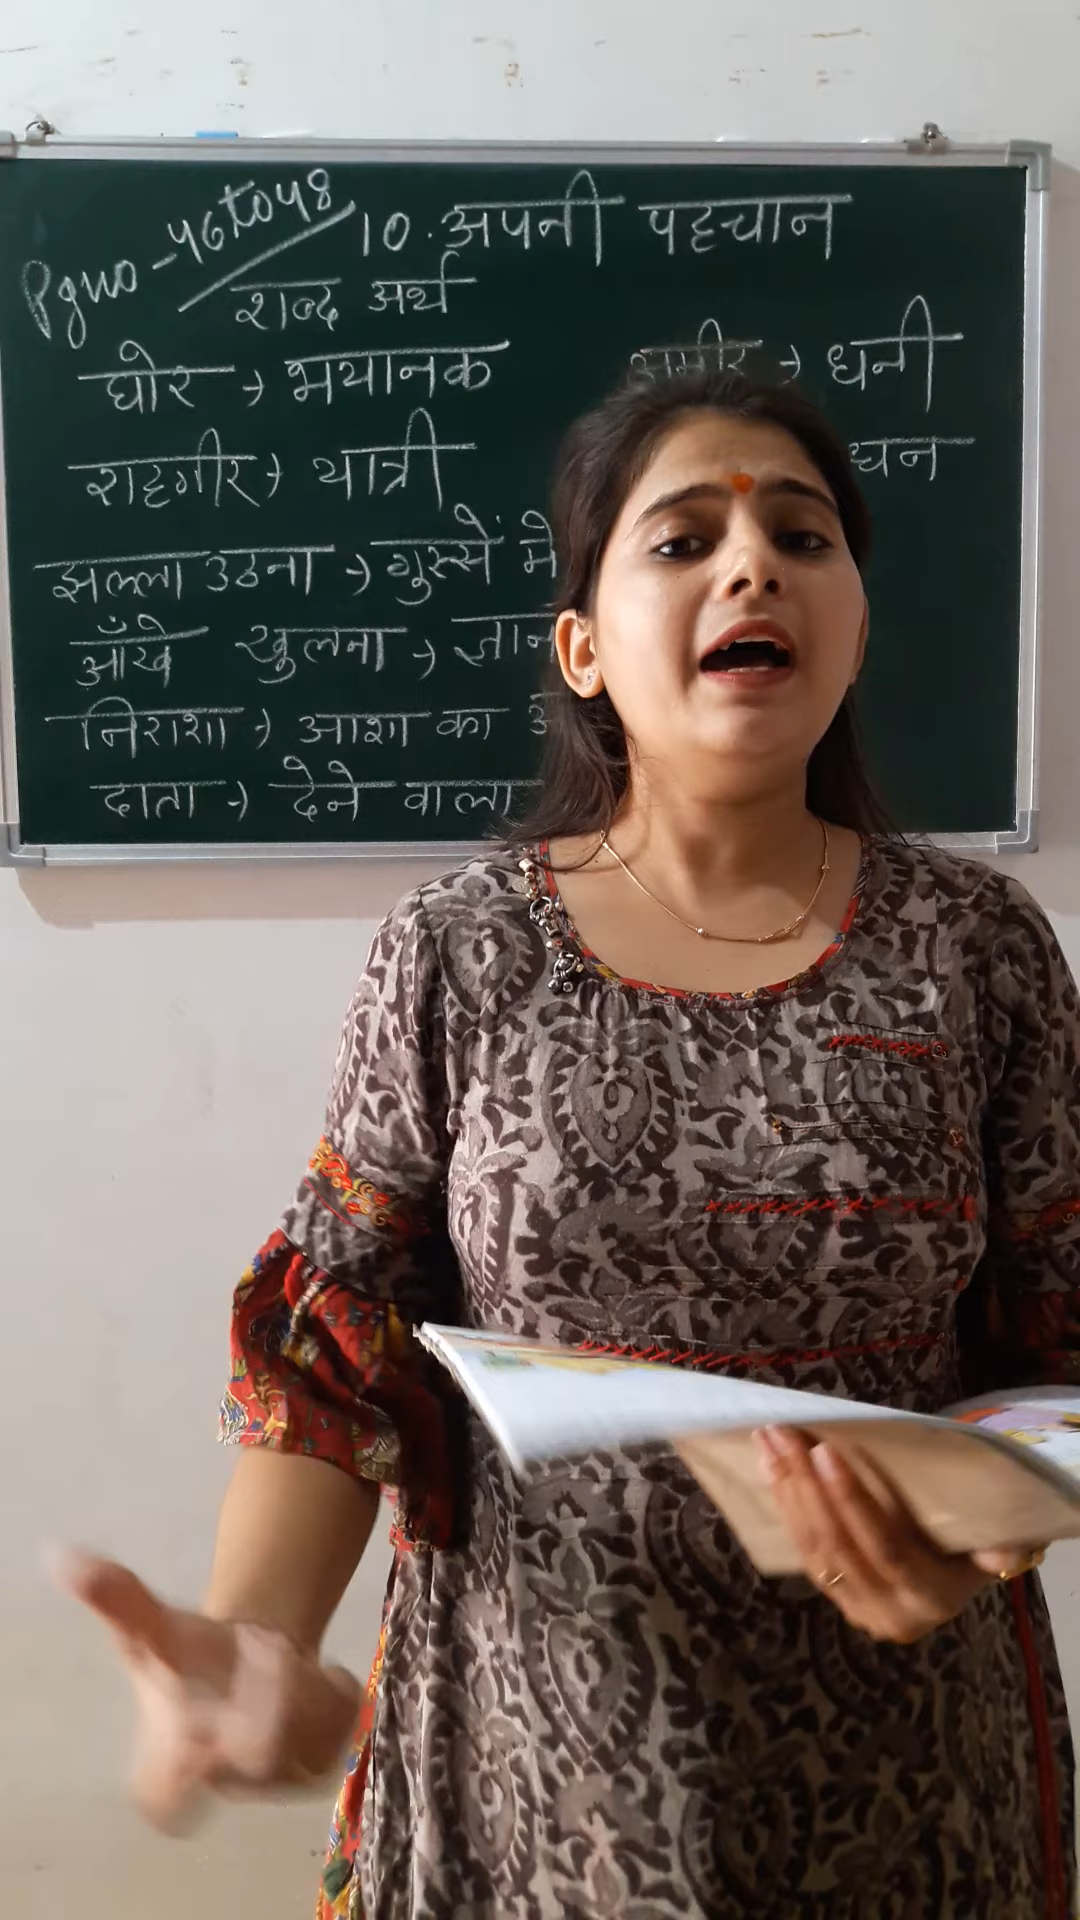 Pg no - 46 to 48
10. अपनी पहचान
शब्द अर्थ
घोर → भयानक
अमीर → धनी
राहगीर → यात्री
धन
झल्ला उठना → गुस्सें मे
आँखे खुलना → ज्ञान
निराशा → आशा का
दाता → देने वाला